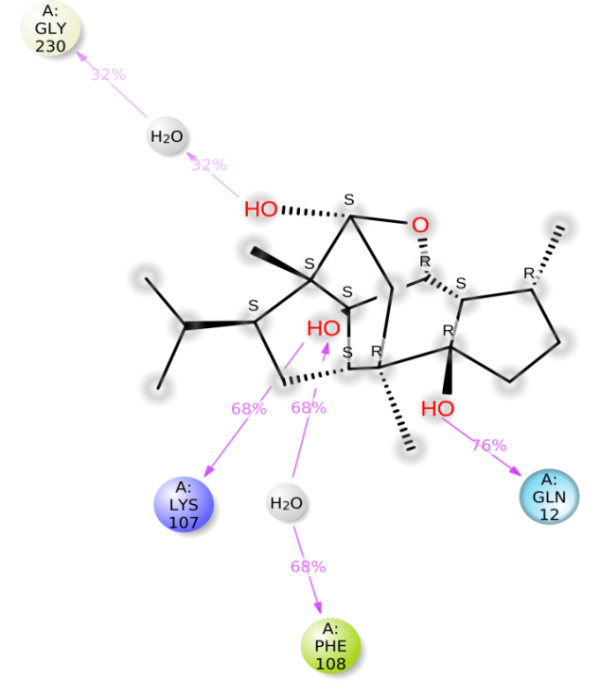 A:
GLY
230
32%
H2O
32%
HO
S
O
R
S
R
S
S
S
HO
R
S
R
68%
68%
HO
76%
A:
LYS
107
H2O
A:
GLN
12
68%
A:
PHE
108